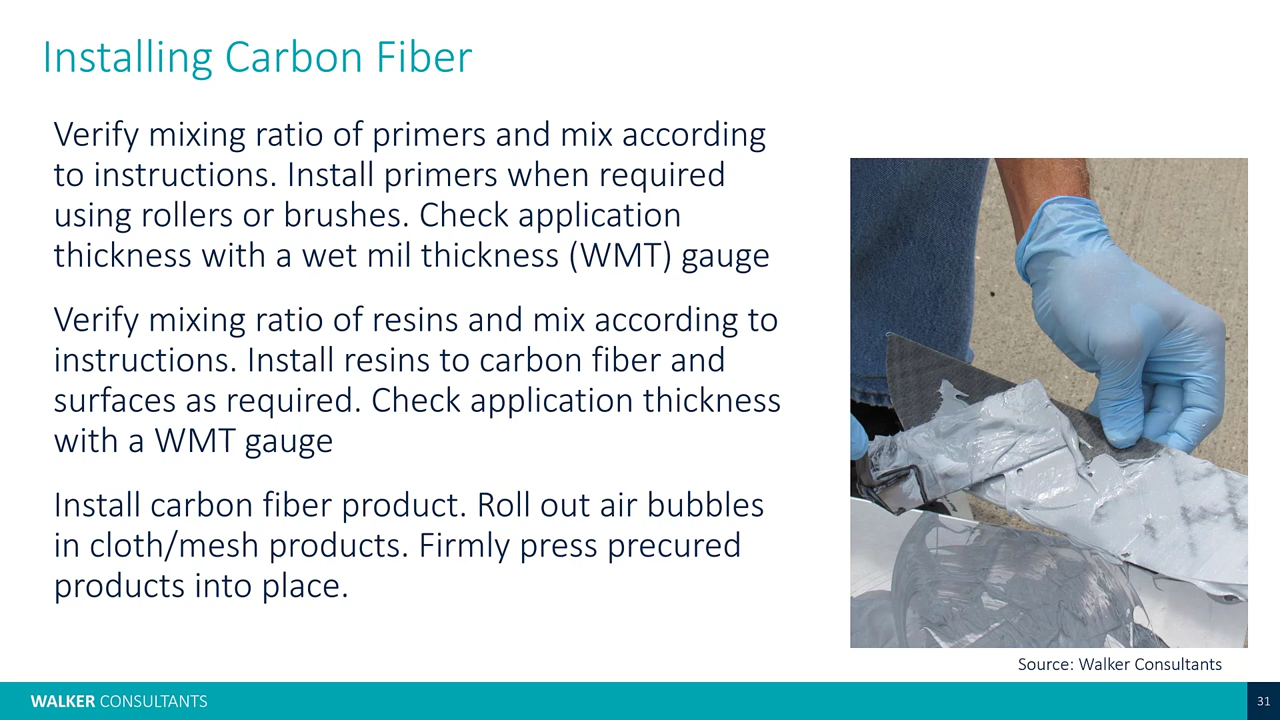 Installing Carbon Fiber
Verify mixing ratio of primers and mix according
to instructions. Install primers when required
using rollers or brushes. Check application
thickness with a wet mil thickness (WMT) gauge
Verify mixing ratio of resins and mix according to
instructions. Install resins to carbon fiber and
surfaces as required. Check application thickness
with a WMT gauge
Install carbon fiber product. Roll out air bubbles
in cloth/mesh products. Firmly press precured
products into place.
Source: Walker Consultants
WALKER CONSULTANTS
31